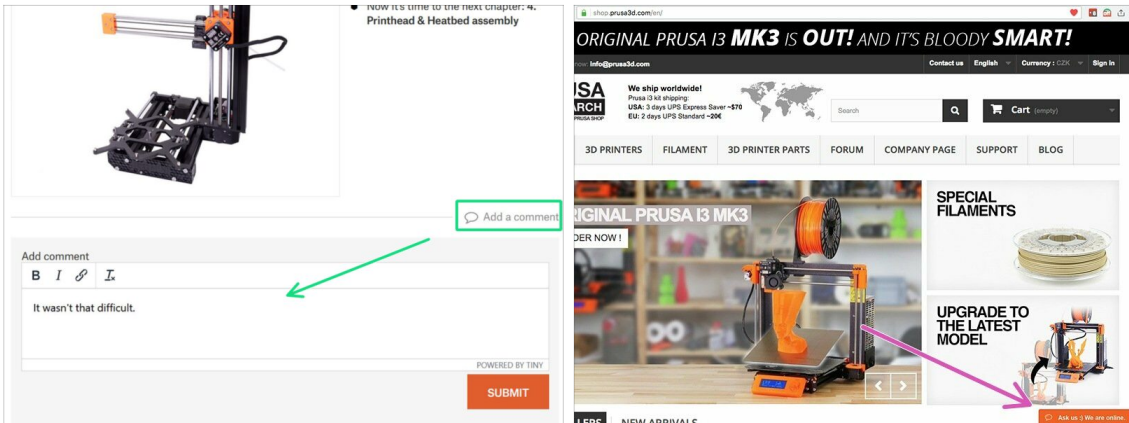 Now it's time to the next chapter: 4.
Printhead & Heatbed assembly
Add a comment
Add comment
B I
It wasn't that difficult.
POWERED BY TINY
SUBMIT
shop.prusa3d.com/en/
ORIGINAL PRUSA I3 MK3 IS OUT! AND IT'S BLOODY SMART!
now: info@prusa3d.com
Contact us English Currency : CZK Sign in
USA
ARCH
PRUSA SHOP
We ship worldwide!
Prusa i3 kit shipping:
USA: 3 days UPS Express Saver ~$70
EU: 2 days UPS Standard ~20€
Search
Cart (empty)
3D PRINTERS FILAMENT 3D PRINTER PARTS FORUM COMPANY PAGE SUPPORT BLOG
RIGINAL PRUSA I3 MK3
DER NOW !
SPECIAL
FILAMENTS
UPGRADE TO
THE LATEST
MODEL
LLERS NEW ARRIVALS
Ask us :) We are online.